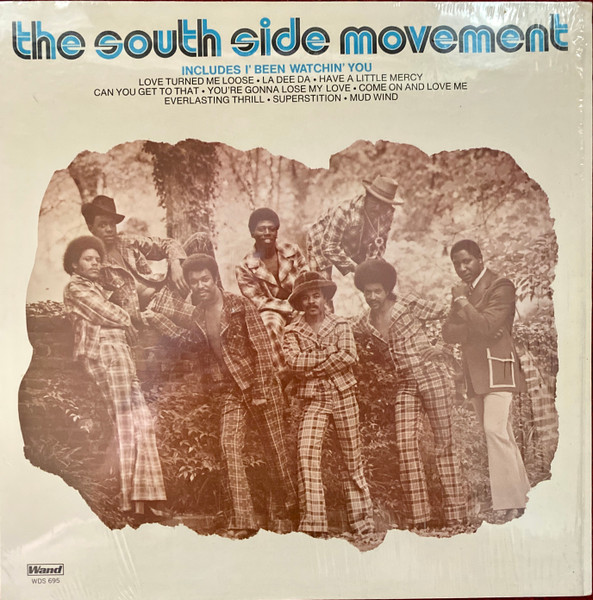 the south side movement
INCLUDES I' BEEN WATCHIN' YOU
LOVE TURNED ME LOOSE • LA DEE DA • HAVE A LITTLE MERCY
CAN YOU GET TO THAT • YOU'RE GONNA LOSE MY LOVE • COME ON AND LOVE ME
EVERLASTING THRILL • SUPERSTITION • MUD WIND
Wand
WDS 695